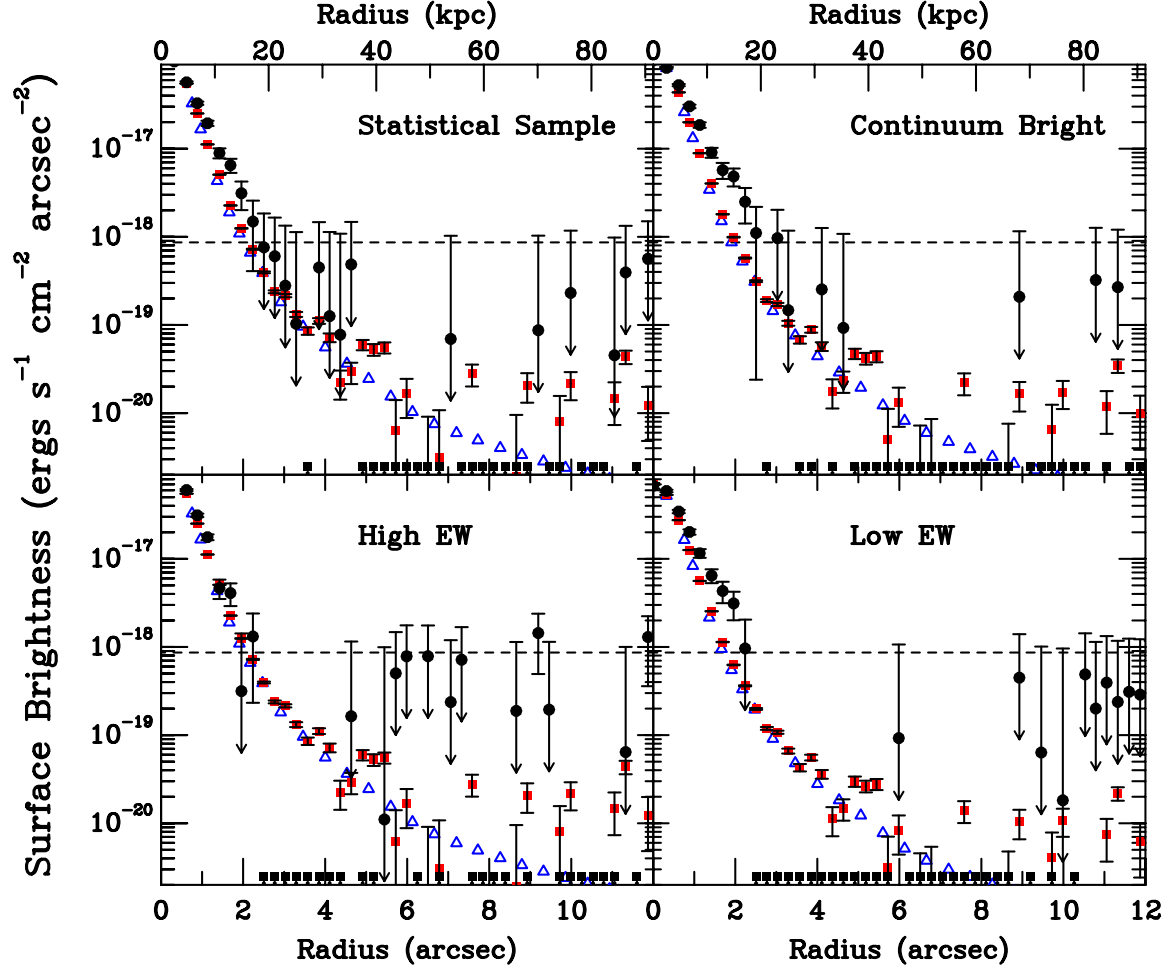 Radius (kpc) Radius (kpc)
0 20 40 60 80 0 20 40 60 80
Surface Brightness (ergs s⁻¹ cm⁻² arcsec⁻²)
Statistical Sample Continuum Bright
10⁻¹⁷
10⁻¹⁸
10⁻¹⁹
10⁻²⁰
High EW Low EW
10⁻¹⁷
10⁻¹⁸
10⁻¹⁹
10⁻²⁰
0 2 4 6 8 10 0 2 4 6 8 10 12
Radius (arcsec) Radius (arcsec)